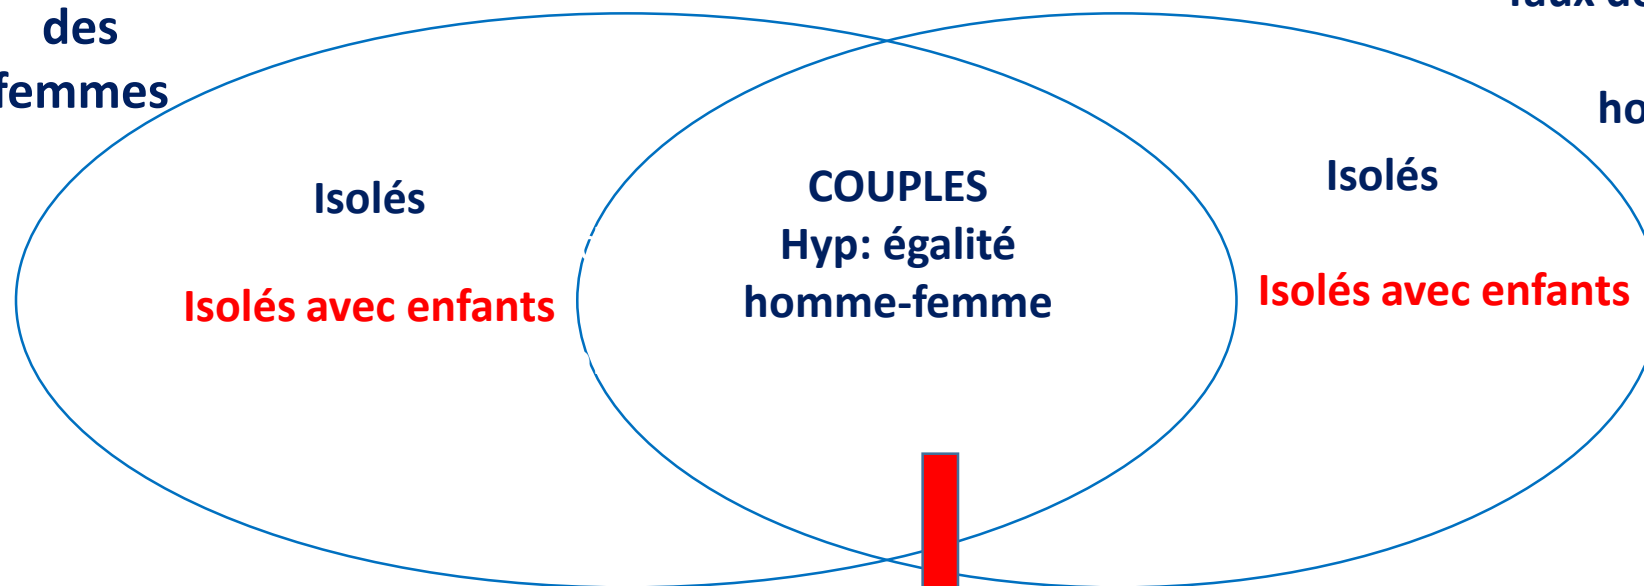 des
femmes
Isolés
Isolés avec enfants
COUPLES
Hyp: égalité
homme-femme
Isolés
Isolés avec enfants